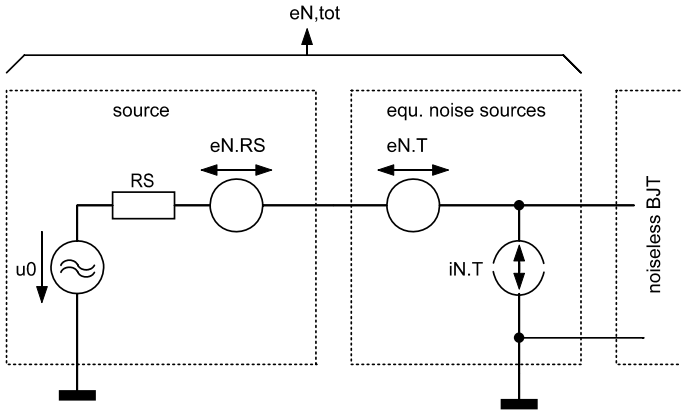 eN,tot
source
equ. noise sources
eN.RS
eN.T
RS
u0
iN.T
noiseless BJT